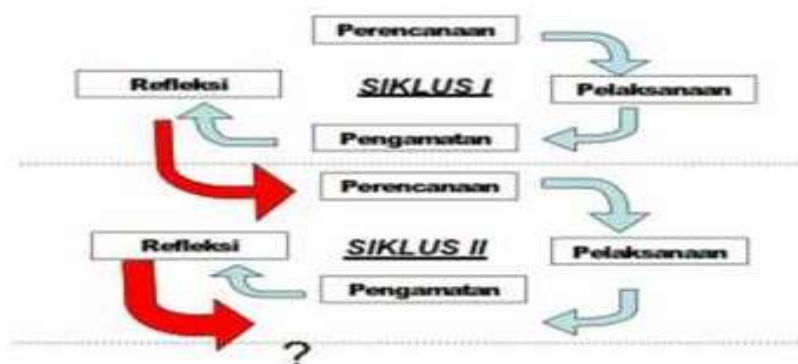 Perencanaan
Refleksi
SIKLUS I
Pelaksanaan
Pengamatan
Perencanaan
Refleksi
SIKLUS II
Pelaksanaan
Pengamatan
?